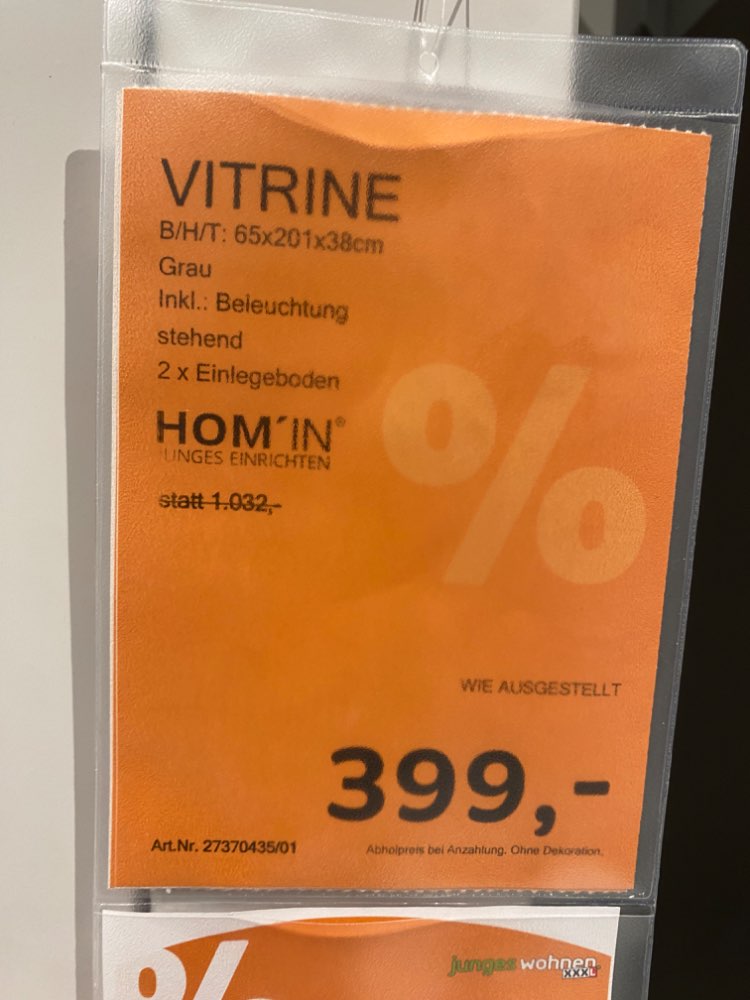 VITRINE
B/H/T: 65x201x38cm
Grau
Inkl.: Beleuchtung
stehend
2 x Einlegeboden
HOM´IN®
JUNGES EINRICHTEN
statt 1.032,-
%
WIE AUSGESTELLT
399,-
Art.Nr. 27370435/01
Abholpreis bei Anzahlung. Ohne Dekoration.
junges wohnen
XXXL
%